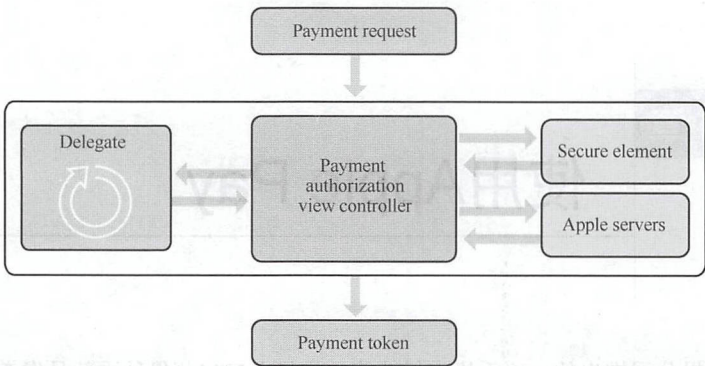 Payment request
Delegate
Payment
authorization
view controller
Secure element
Apple servers
Payment token